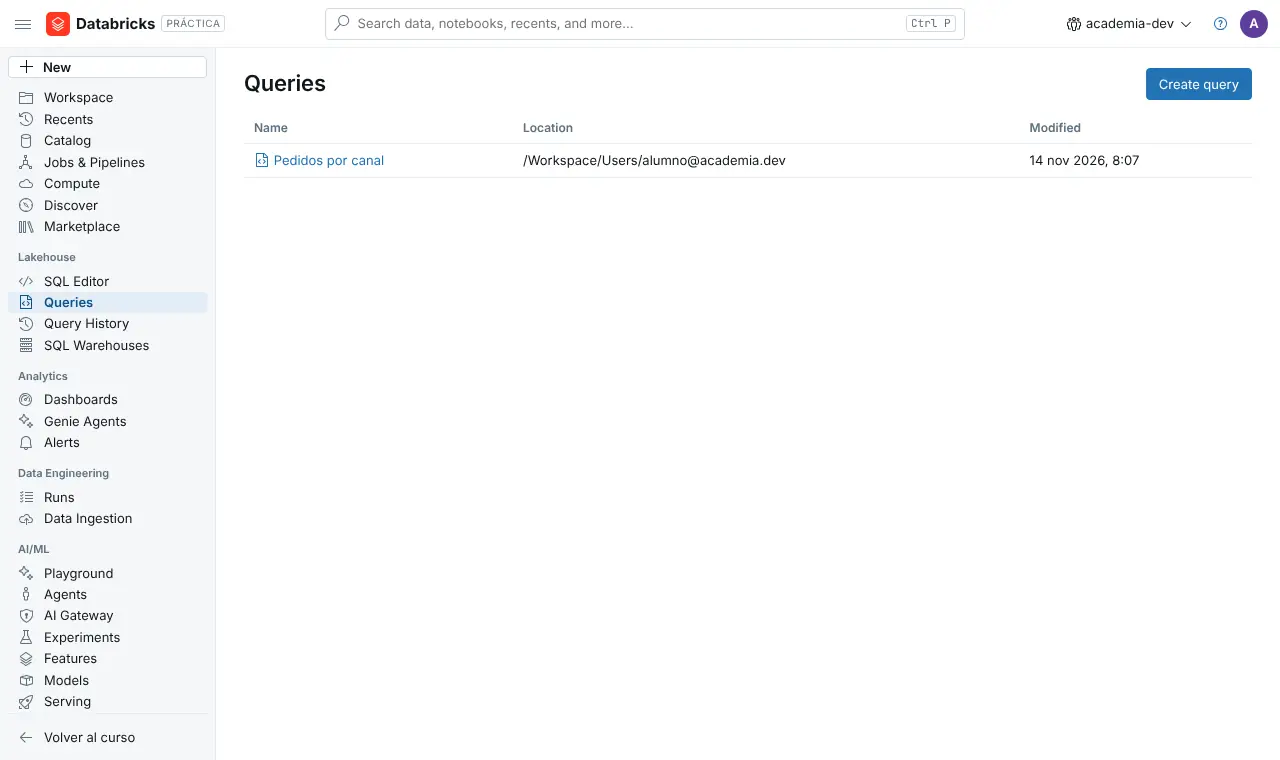 Databricks PRÁCTICA
Search data, notebooks, recents, and more... Ctrl P
academia-dev
? A
New
Workspace
Recents
Catalog
Jobs & Pipelines
Compute
Discover
Marketplace
Lakehouse
SQL Editor
Queries
Query History
SQL Warehouses
Analytics
Dashboards
Genie Agents
Alerts
Data Engineering
Runs
Data Ingestion
AI/ML
Playground
Agents
AI Gateway
Experiments
Features
Models
Serving
Volver al curso
Queries
Create query
Name Location Modified
Pedidos por canal /Workspace/Users/alumno@academia.dev 14 nov 2026, 8:07